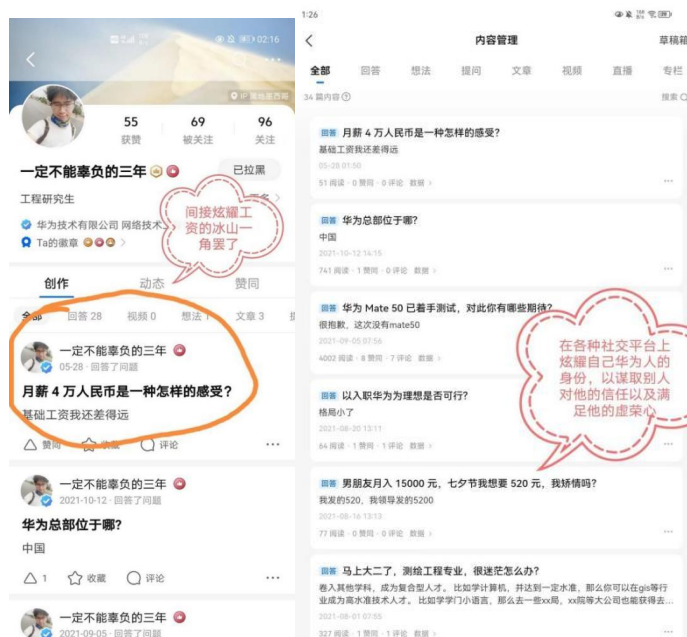 02:16
IP 属地墨西哥
55
69
96
获赞
被关注
关注
一定不能辜负的三年
已拉黑
工程研究生
华为技术有限公司 网络技术
Ta的徽章
间接炫耀工
资的冰山一
角罢了
创作
动态
赞同
全部
回答 28
视频 0
想法 1
文章 3
一定不能辜负的三年
05-28 · 回答了问题
月薪 4 万人民币是一种怎样的感受?
基础工资我还差得远
赞同
收藏
评论
一定不能辜负的三年
2021-10-12 · 回答了问题
华为总部位于哪?
中国
1
收藏
评论
一定不能辜负的三年
2021-09-05 · 回答了问题
1:26
内容管理
草稿箱
全部
回答
想法
提问
文章
视频
直播
专栏
34 篇内容
搜索
回答 月薪 4 万人民币是一种怎样的感受?
基础工资我还差得远
05-28 01:50
51 阅读 · 0 赞同 · 0 评论 数据
回答 华为总部位于哪?
中国
2021-10-12 14:15
741 阅读 · 1 赞同 · 0 评论 数据
回答 华为 Mate 50 已着手测试,对此你有哪些期待?
很抱歉,这次没有mate50
2021-09-05 07:56
4002 阅读 · 8 赞同 · 7 评论 数据
回答 以入职华为为理想是否可行?
格局小了
2021-08-20 13:11
64 阅读 · 1 赞同 · 0 评论 数据
在各种社交平台上
炫耀自己华为人的
身份,以谋取别人
对他的信任以及满
足他的虚荣心
回答 男朋友月入 15000 元,七夕节我想要 520 元,我矫情吗?
我发的520,我领导发的5200
2021-08-16 13:13
77 阅读 · 0 赞同 · 0 评论 数据
回答 马上大二了,测绘工程专业,很迷茫怎么办?
卷入其他学科,成为复合型人才。 比如学计算机,并达到一定水准,那么你可以在gis等行
业成为高水准技术人才。 比如学学门小语言,那么去一些xx局,xx院等大公司也能获得去...
2021-08-01 07:55
327 阅读 · 1 赞同 · 1 评论 数据